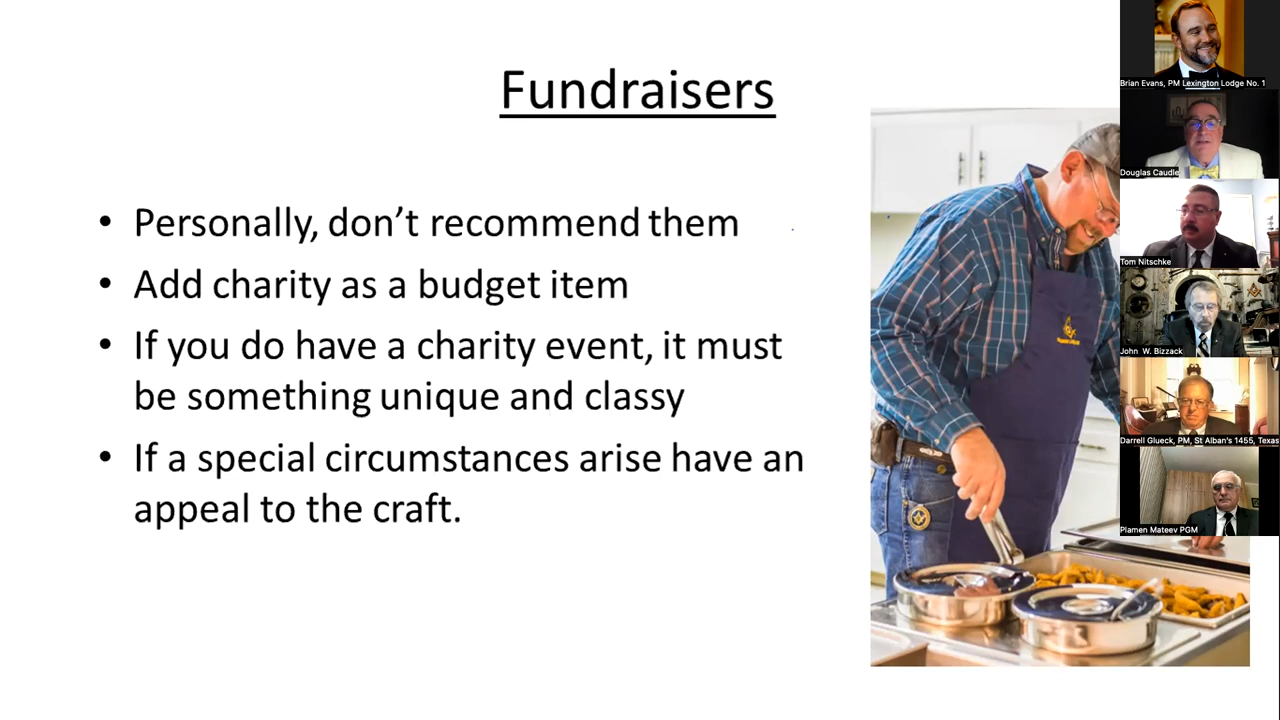 Fundraisers
• Personally, don’t recommend them
• Add charity as a budget item
• If you do have a charity event, it must
be something unique and classy
• If a special circumstances arise have an
appeal to the craft.
Brian Evans, PM Lexington Lodge No. 1
Douglas Caudle
Tom Nitschke
John W. Bizzack
Darrell Glueck, PM, St Alban's 1455, Texas
Plamen Mateev PGM